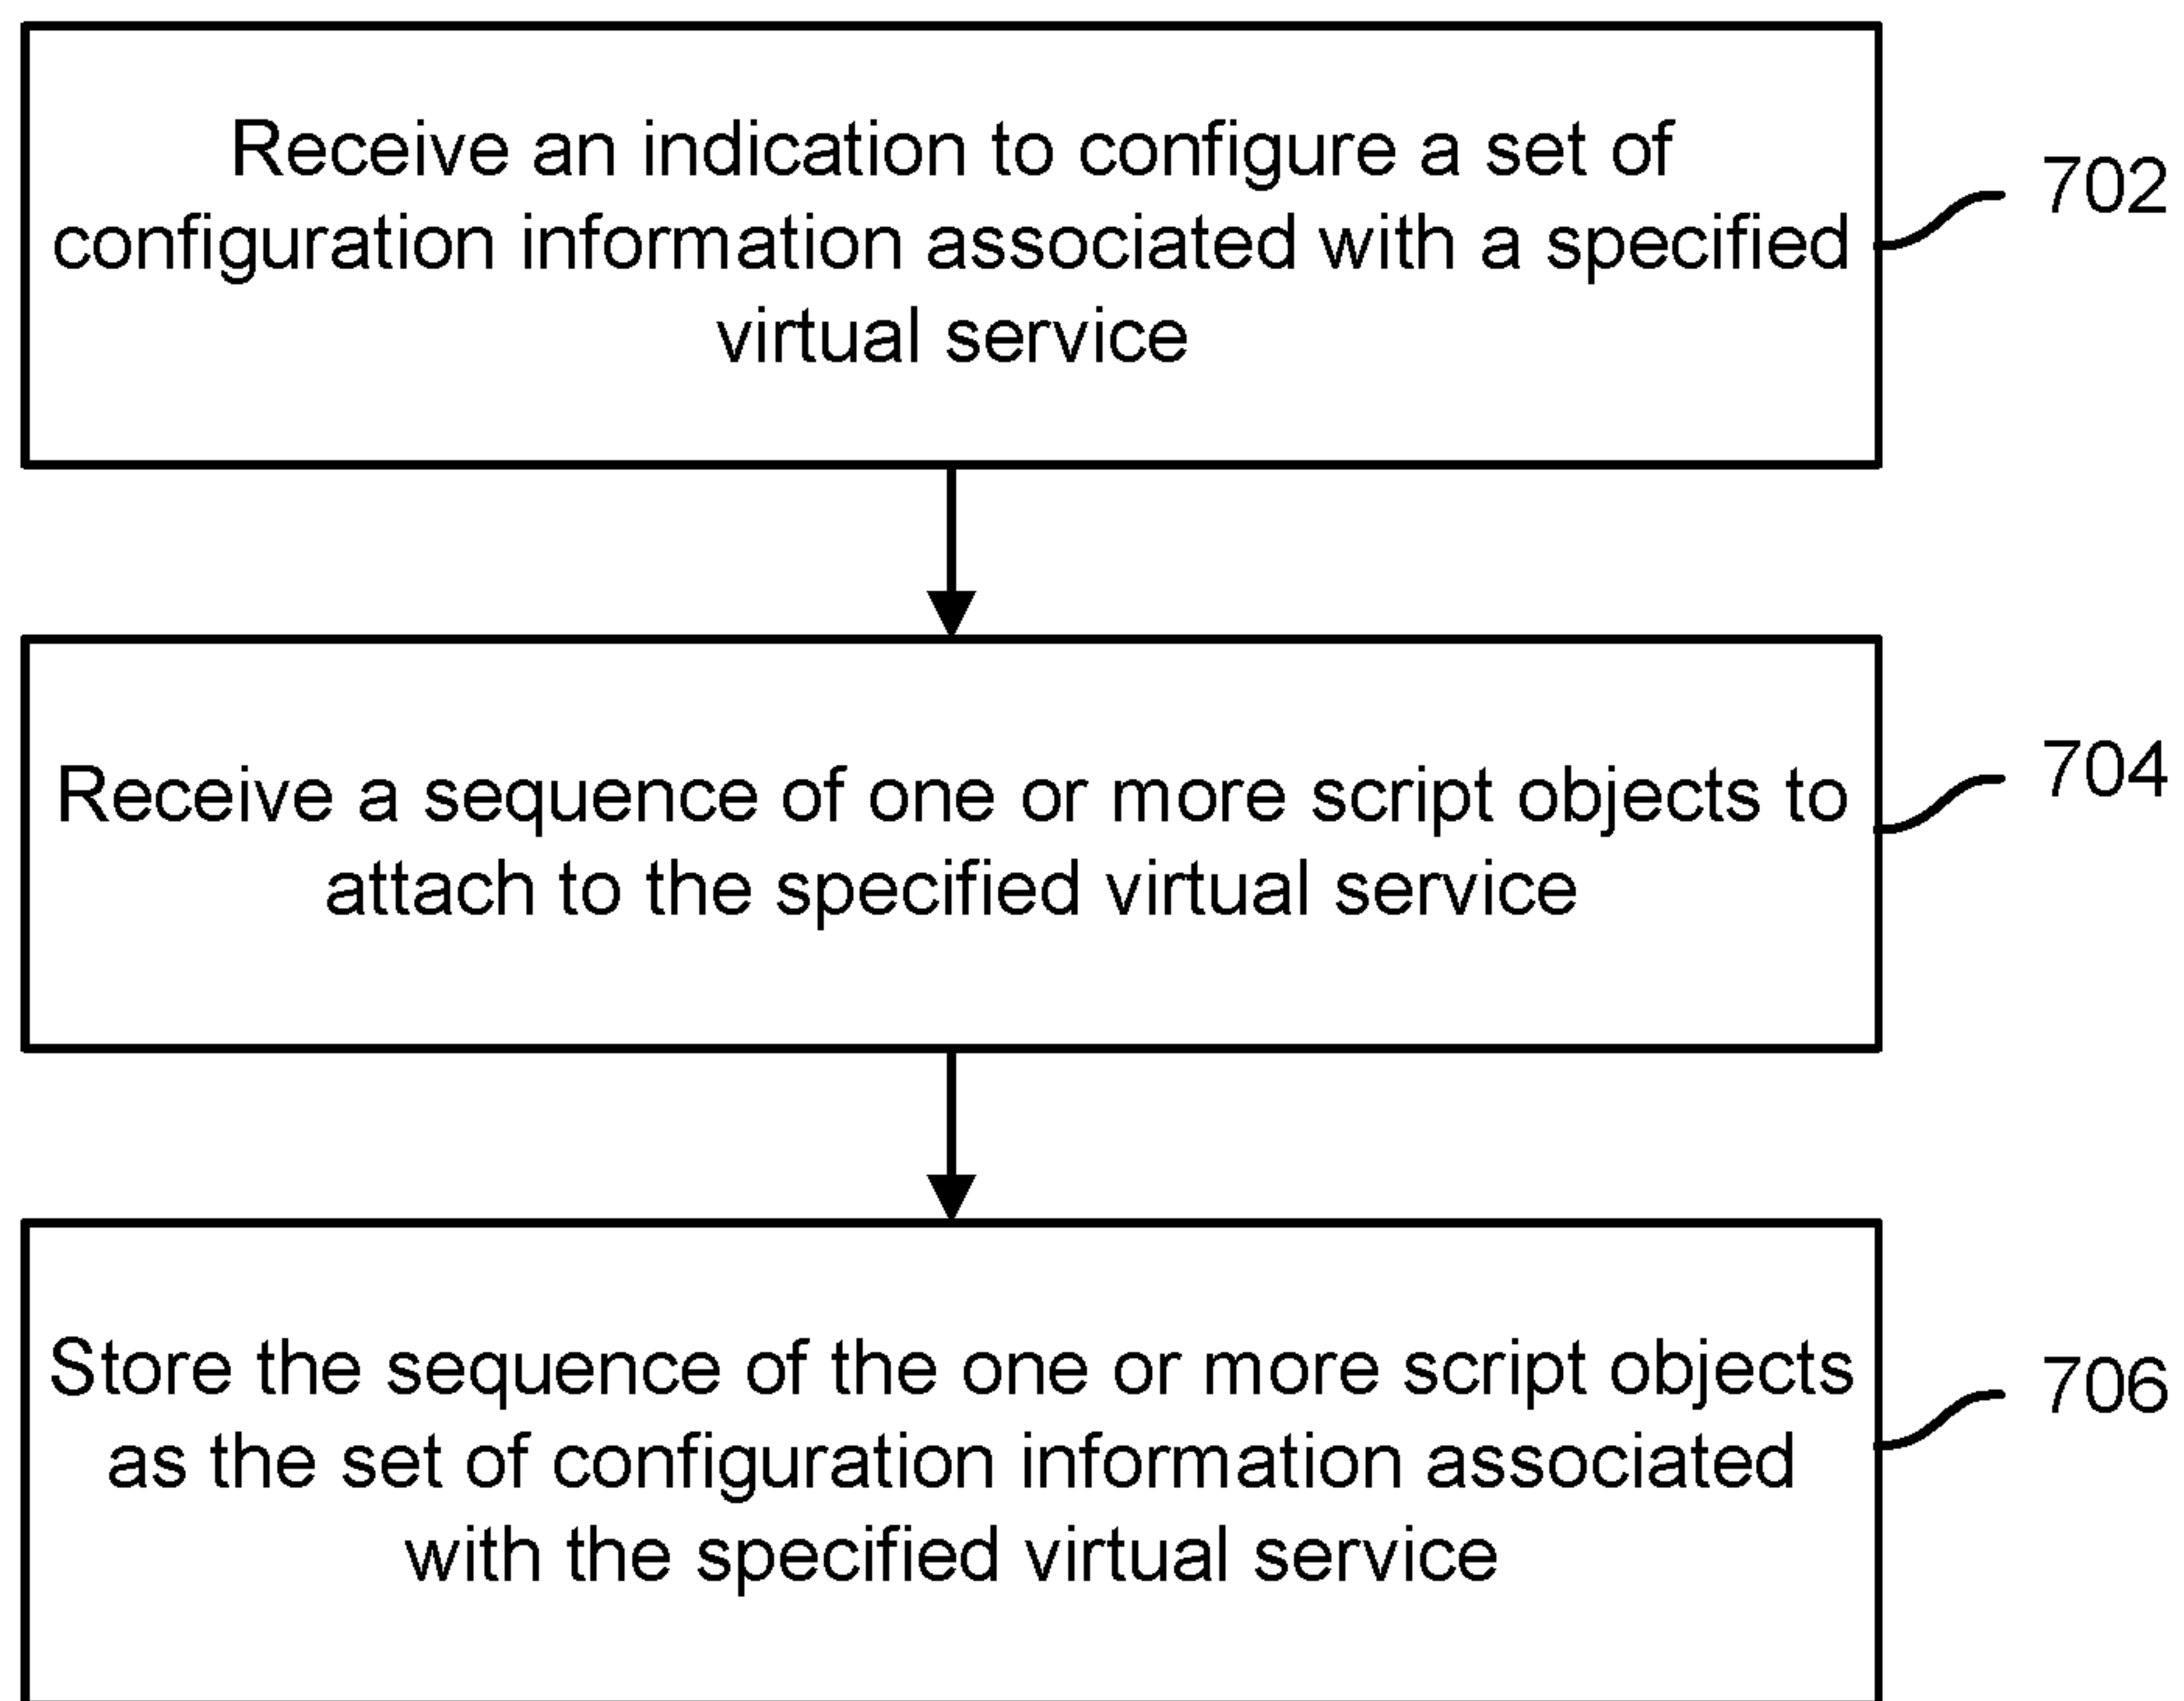 Receive an indication to configure a set of
configuration information associated with a specified
virtual service
702
Receive a sequence of one or more script objects to
attach to the specified virtual service
704
Store the sequence of the one or more script objects
as the set of configuration information associated
with the specified virtual service
706